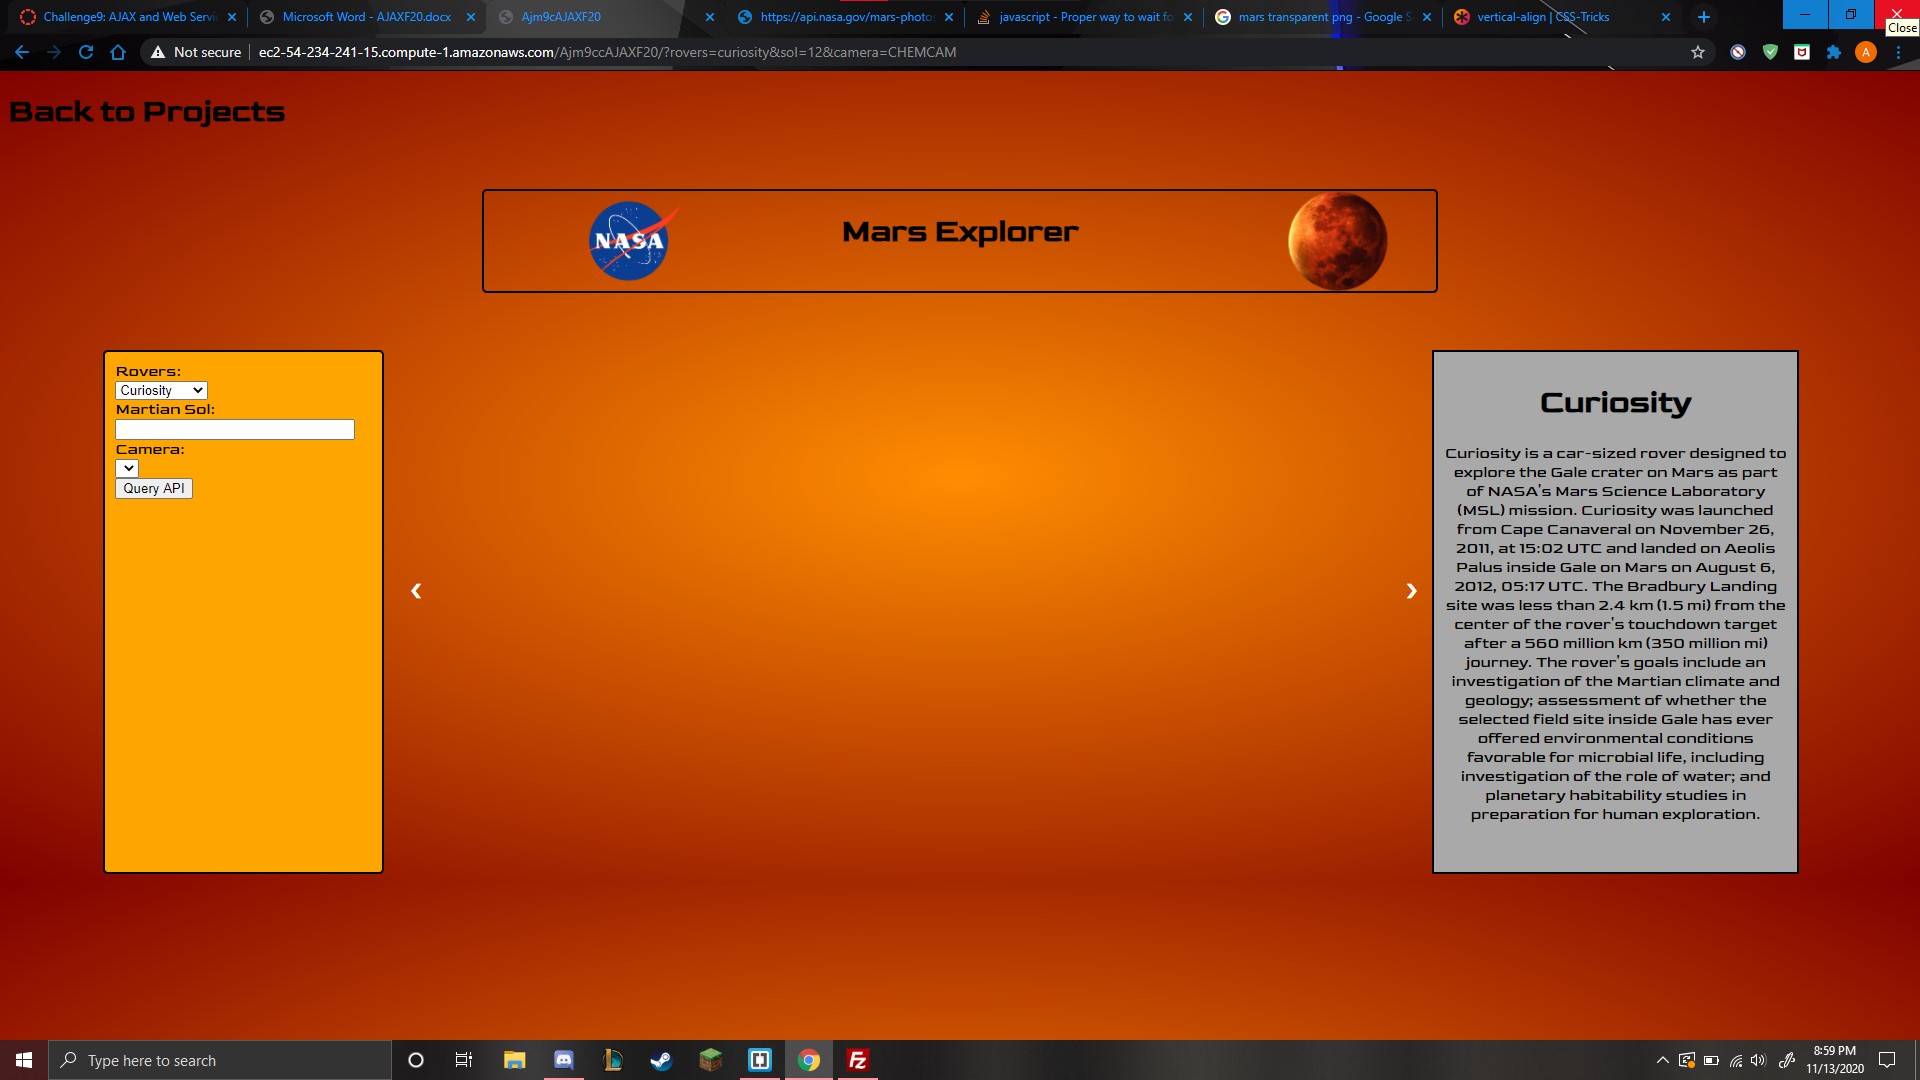 Challenge9: AJAX and Web Servi
Microsoft Word - AJAXF20.docx
Ajm9cAJAXF20
https://api.nasa.gov/mars-photo
javascript - Proper way to wait fo
mars transparent png - Google S
vertical-align | CSS-Tricks
Close
Not secure
ec2-54-234-241-15.compute-1.amazonaws.com/Ajm9ccAJAXF20/?rovers=curiosity&sol=12&camera=CHEMCAM
A
Back to Projects
NASA
Mars Explorer
Rovers:
Curiosity
Martian Sol:
Camera:
Query API
‹
›
Curiosity
Curiosity is a car-sized rover designed to
explore the Gale crater on Mars as part
of NASA's Mars Science Laboratory
(MSL) mission. Curiosity was launched
from Cape Canaveral on November 26,
2011, at 15:02 UTC and landed on Aeolis
Palus inside Gale on Mars on August 6,
2012, 05:17 UTC. The Bradbury Landing
site was less than 2.4 km (1.5 mi) from the
center of the rover's touchdown target
after a 560 million km (350 million mi)
journey. The rover's goals include an
investigation of the Martian climate and
geology; assessment of whether the
selected field site inside Gale has ever
offered environmental conditions
favorable for microbial life, including
investigation of the role of water; and
planetary habitability studies in
preparation for human exploration.
Type here to search
Fz
8:59 PM
11/13/2020